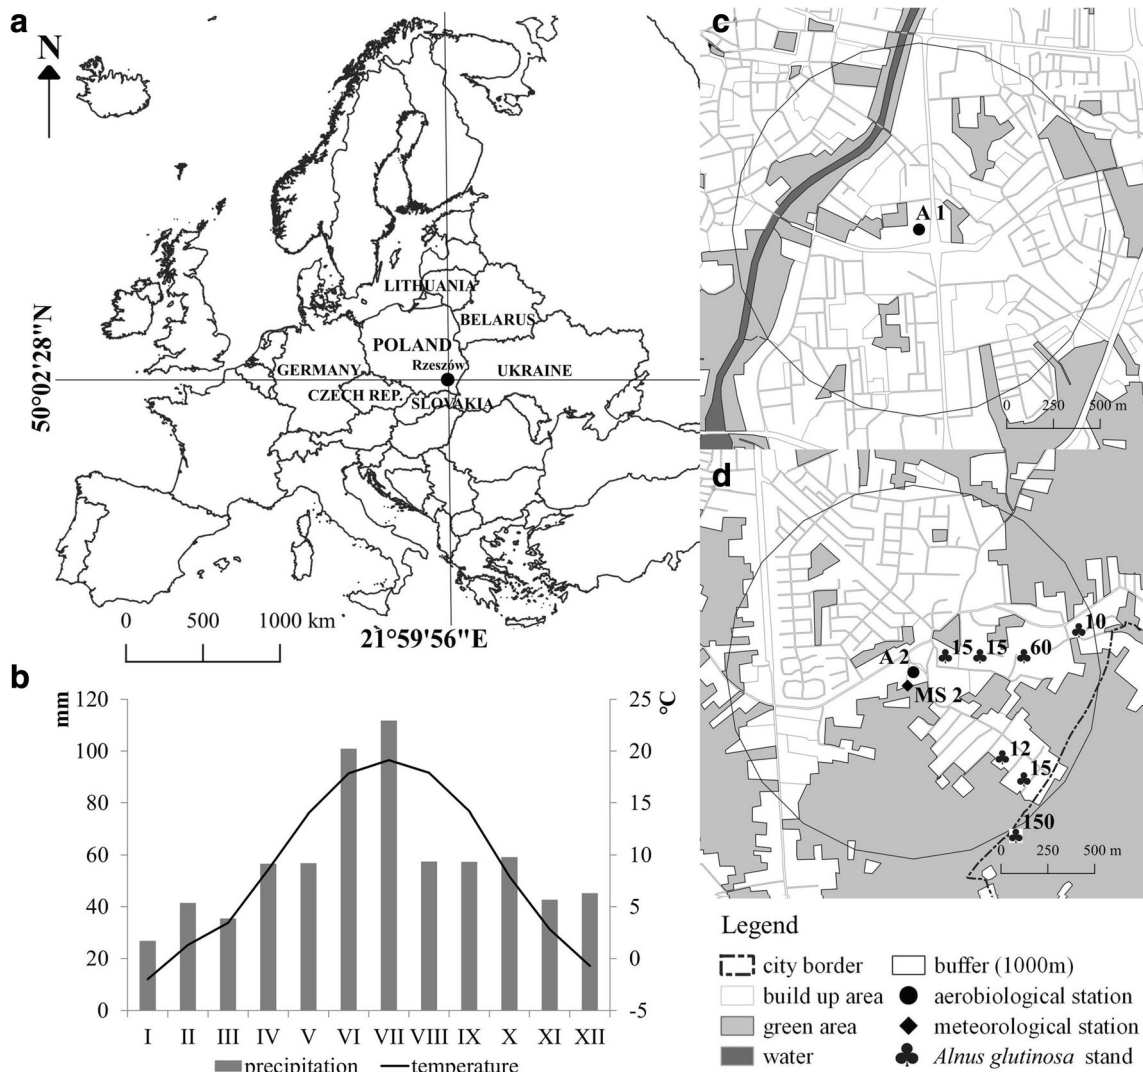 a
N
LITHUANIA
BELARUS
POLAND
Rzeszów
GERMANY
UKRAINE
CZECH REP.
SLOVAKIA
50°02'28"N
0 500 1000 km
21°59'56"E
b
mm
°C
120
100
80
60
40
20
0
25
20
15
10
5
0
-5
I II III IV V VI VII VIII IX X XI XII
precipitation temperature
c
A 1
0 250 500 m
d
10
15 15 60
A 2
MS 2
12
15
150
0 250 500 m
Legend
city border buffer (1000m)
build up area aerobiological station
green area meteorological station
water Alnus glutinosa stand